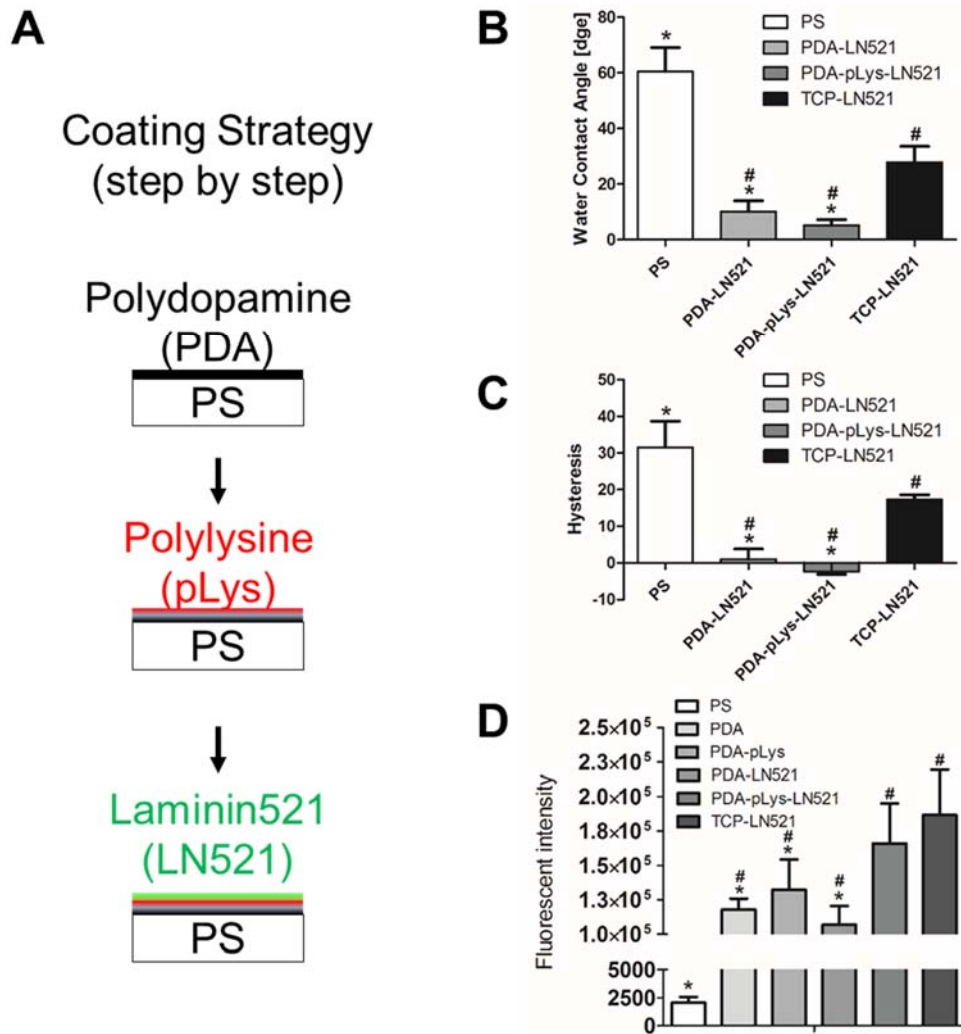 A
Coating Strategy
(step by step)
Polydopamine
(PDA)
PS
Polylysine
(pLys)
PS
Laminin521
(LN521)
PS
B
Water Contact Angle [dge]
80
60
40
20
0
*
#
*
#
*
#
PS
PDA-LN521
PDA-pLys-LN521
TCP-LN521
PS
PDA-LN521
PDA-pLys-LN521
TCP-LN521
C
Hysteresis
50
40
30
20
10
0
-10
*
#
*
#
*
#
PS
PDA-LN521
PDA-pLys-LN521
TCP-LN521
PS
PDA-LN521
PDA-pLys-LN521
TCP-LN521
D
Fluorescent intensity
2.5×10⁵
2.3×10⁵
2.0×10⁵
1.8×10⁵
1.5×10⁵
1.3×10⁵
1.0×10⁵
5000
2500
0
PS
PDA
PDA-pLys
PDA-LN521
PDA-pLys-LN521
TCP-LN521
*
#
*
#
*
#
*
#
#